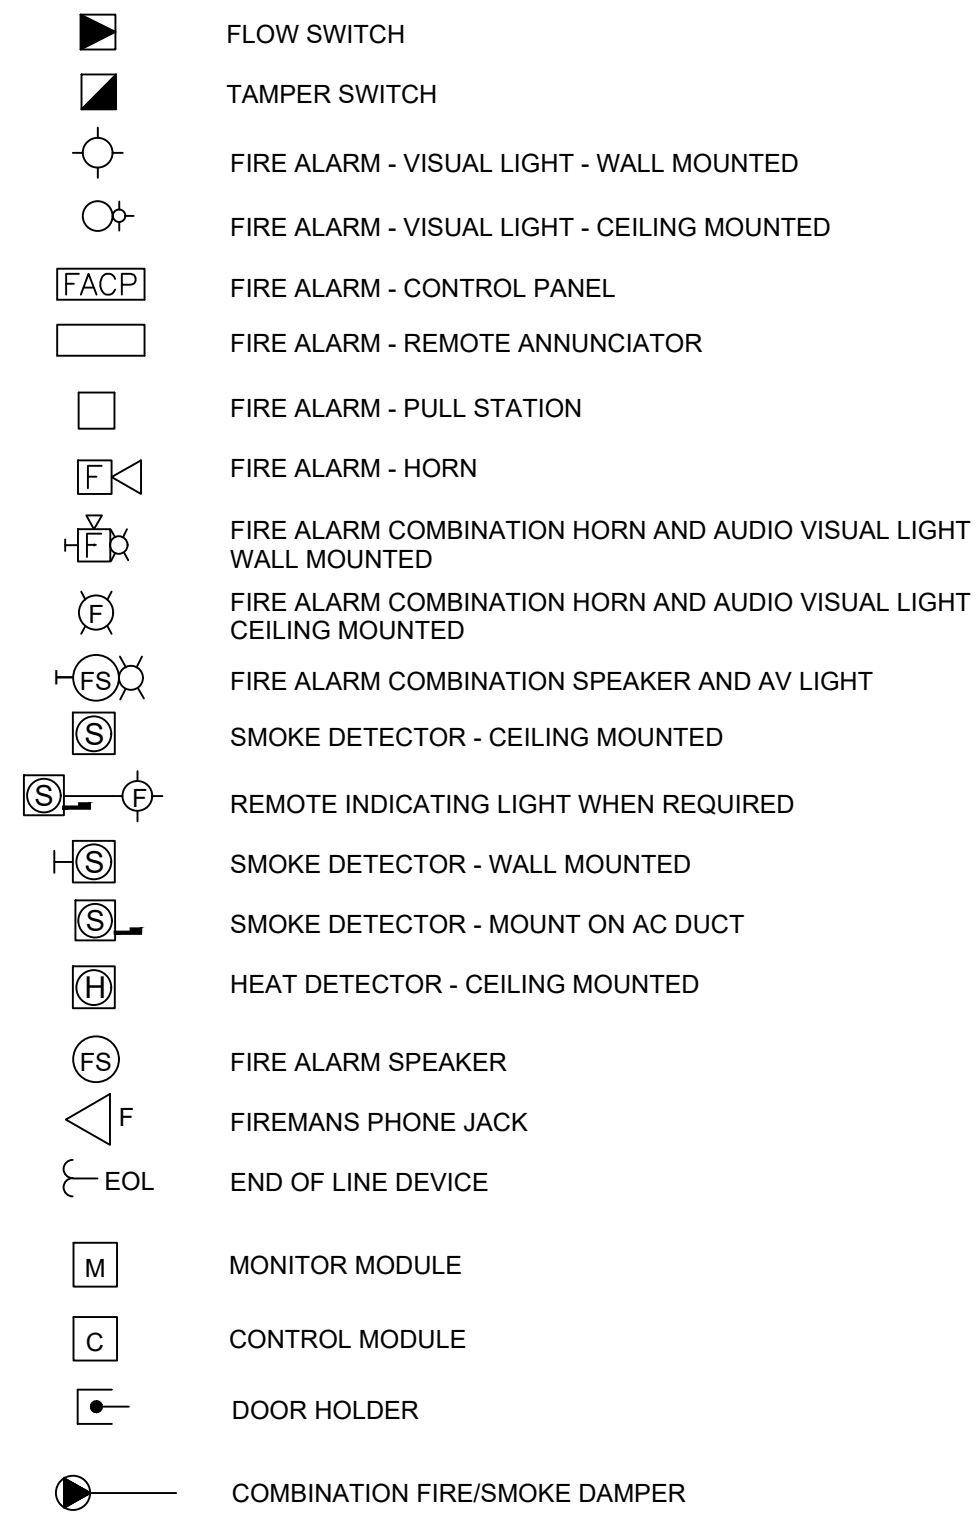 FLOW SWITCH
TAMPER SWITCH
FIRE ALARM - VISUAL LIGHT - WALL MOUNTED
FIRE ALARM - VISUAL LIGHT - CEILING MOUNTED
FACP FIRE ALARM - CONTROL PANEL
FIRE ALARM - REMOTE ANNUNCIATOR
FIRE ALARM - PULL STATION
F FIRE ALARM - HORN
F FIRE ALARM COMBINATION HORN AND AUDIO VISUAL LIGHT
WALL MOUNTED
F FIRE ALARM COMBINATION HORN AND AUDIO VISUAL LIGHT
CEILING MOUNTED
FS FIRE ALARM COMBINATION SPEAKER AND AV LIGHT
S SMOKE DETECTOR - CEILING MOUNTED
S F REMOTE INDICATING LIGHT WHEN REQUIRED
S SMOKE DETECTOR - WALL MOUNTED
S SMOKE DETECTOR - MOUNT ON AC DUCT
H HEAT DETECTOR - CEILING MOUNTED
FS FIRE ALARM SPEAKER
F FIREMANS PHONE JACK
EOL END OF LINE DEVICE
M MONITOR MODULE
C CONTROL MODULE
DOOR HOLDER
COMBINATION FIRE/SMOKE DAMPER